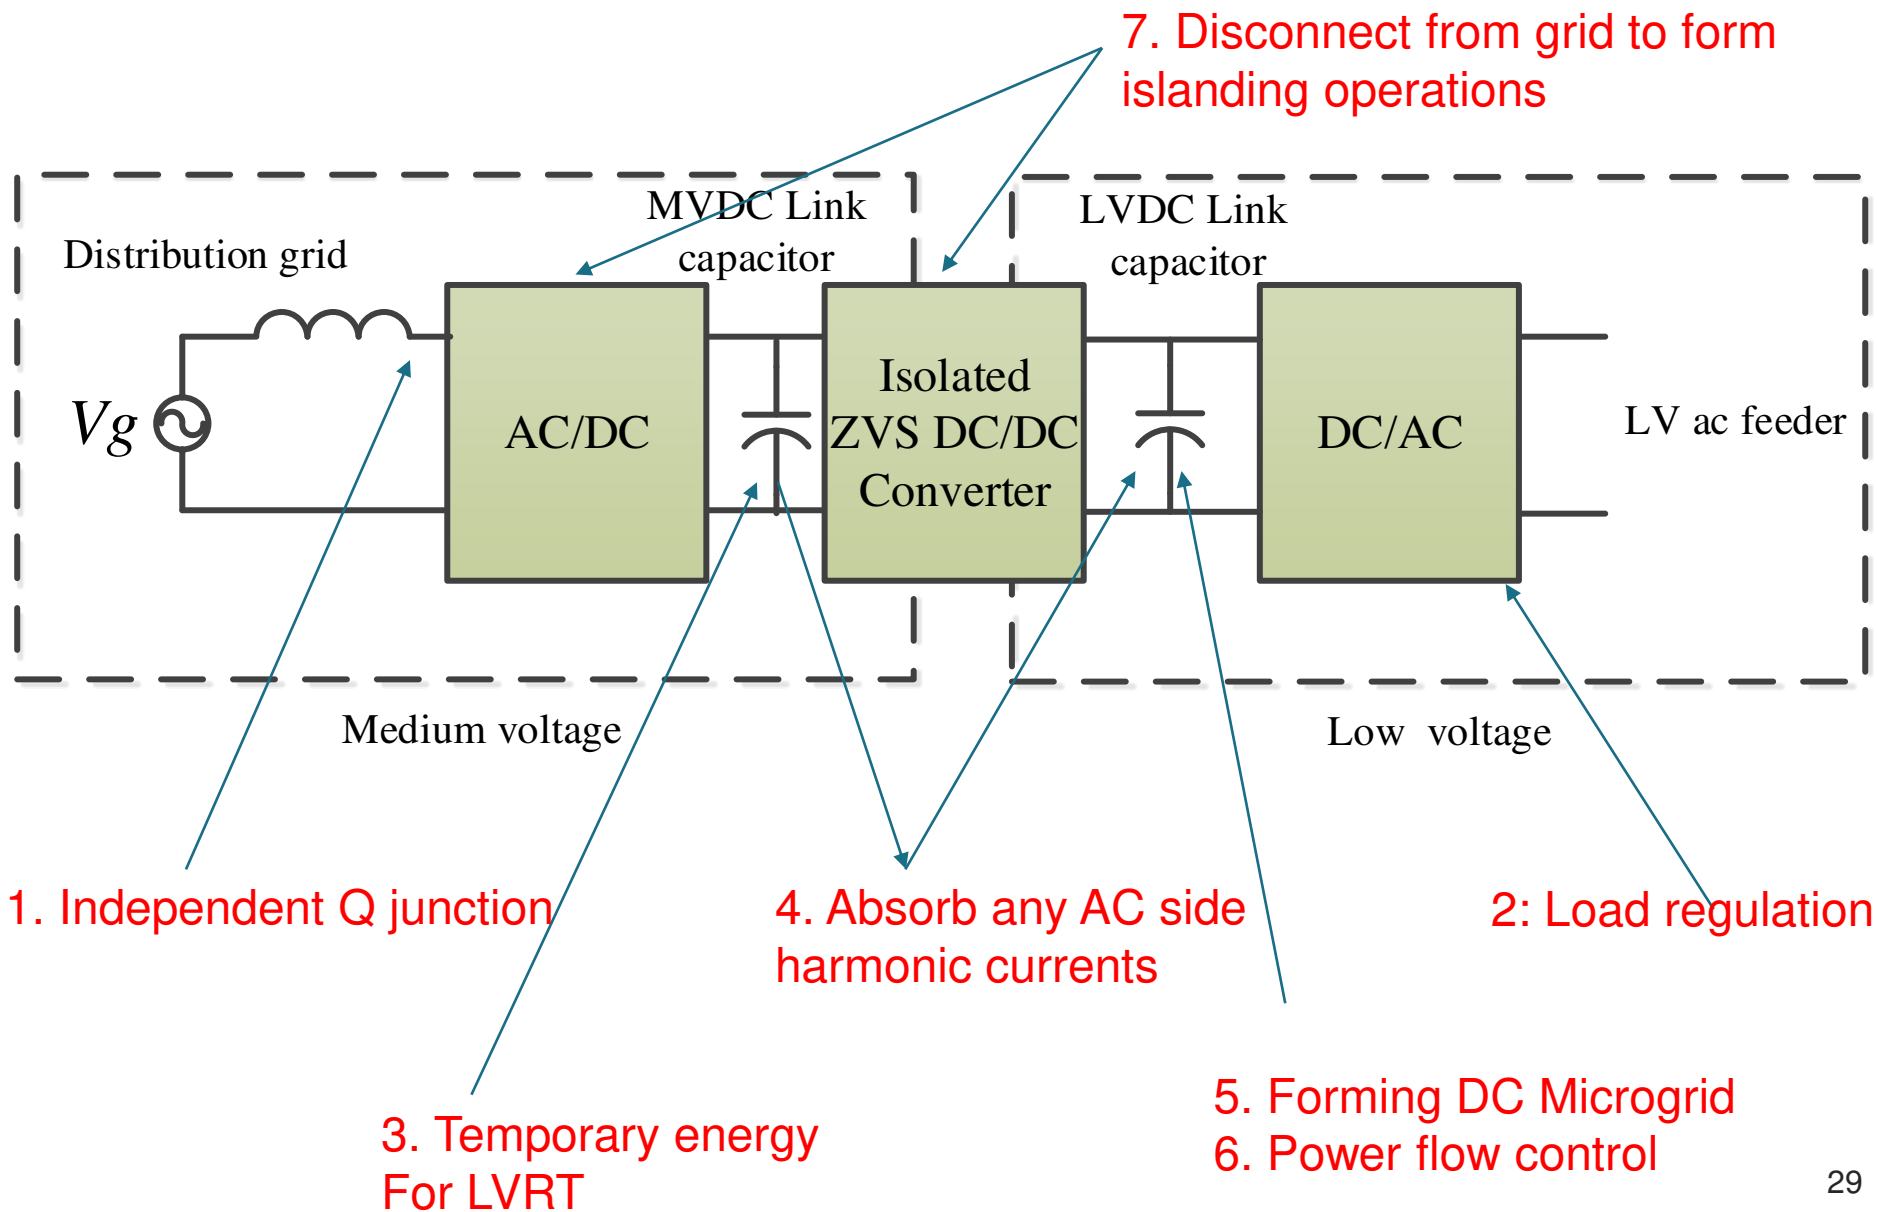 7. Disconnect from grid to form
islanding operations
MVDC Link
capacitor
LVDC Link
capacitor
Distribution grid
Vg
AC/DC
Isolated
ZVS DC/DC
Converter
DC/AC
LV ac feeder
Medium voltage
Low voltage
1. Independent Q junction
4. Absorb any AC side
harmonic currents
2: Load regulation
3. Temporary energy
For LVRT
5. Forming DC Microgrid
6. Power flow control
29